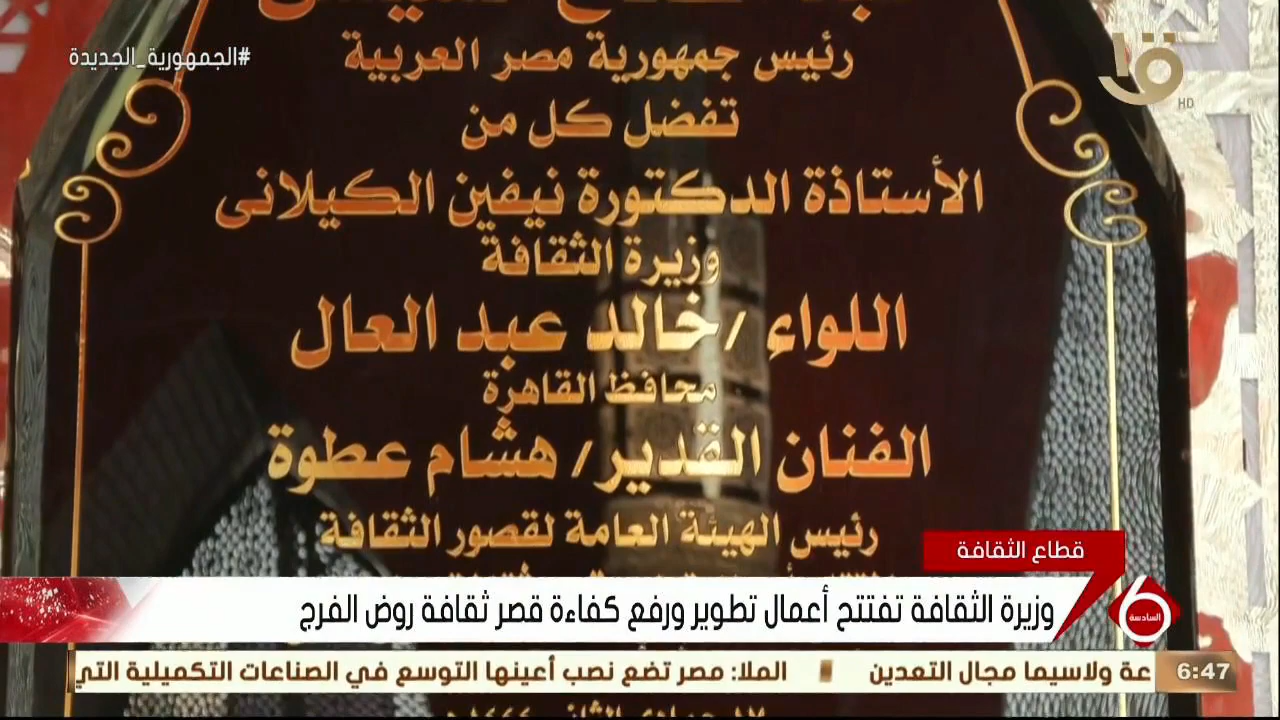 #الجمهورية_الجديدة
HD
رئيس جمهورية مصر العربية
تفضل كل من
الأستاذة الدكتورة نيفين الكيلانى
وزيرة الثقافة
اللواء /خالد عبد العال
محافظ القاهرة
الفنان القدير/ هشام عطوة
رئيس الهيئة العامة لقصور الثقافة
قطاع الثقافة
وزيرة الثقافة تفتتح أعمال تطوير ورفع كفاءة قصر ثقافة روض الفرج
السادسة 6
عة ولاسيما مجال التعدين الملا: مصر تضع نصب أعينها التوسع في الصناعات التكميلية التي
6:47